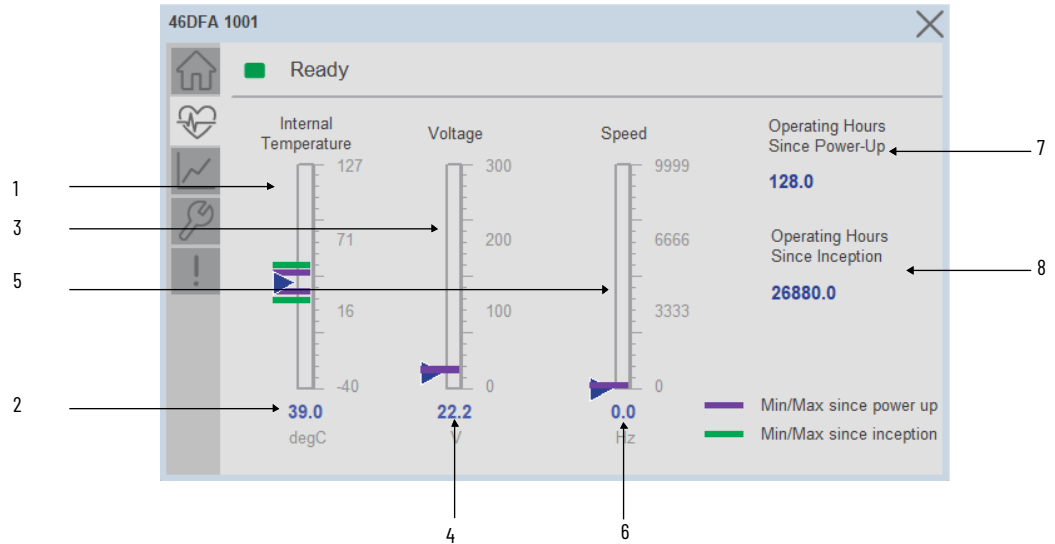 46DFA 1001
Ready
Internal
Temperature
Voltage
Speed
Operating Hours
Since Power-Up
7
127
300
9999
128.0
1
3
71
200
6666
Operating Hours
Since Inception
8
5
16
100
3333
26880.0
-40
0
0
2
39.0
22.2
0.0
Min/Max since power up
degC
V
Hz
Min/Max since inception
4
6